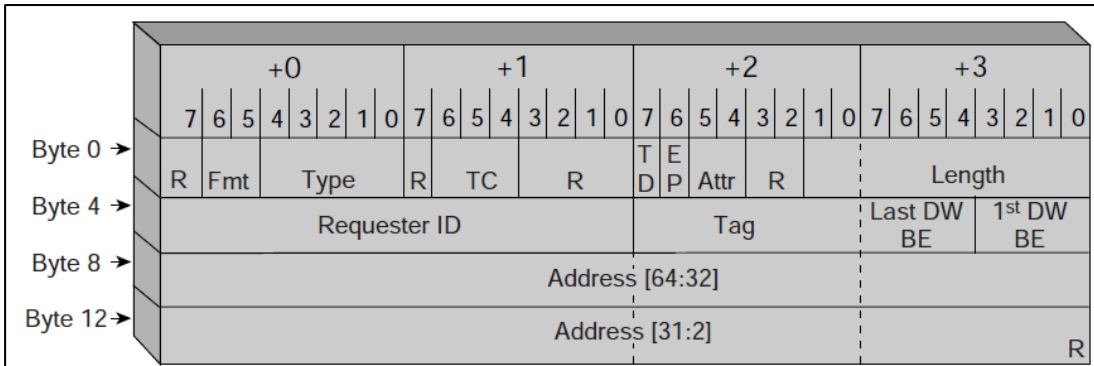 +0 +1 +2 +3
7 6 5 4 3 2 1 0 7 6 5 4 3 2 1 0 7 6 5 4 3 2 1 0 7 6 5 4 3 2 1 0
Byte 0 R Fmt Type R TC R TD EP Attr R Length
Byte 4 Requester ID Tag Last DW BE 1st DW BE
Byte 8 Address [64:32]
Byte 12 Address [31:2] R